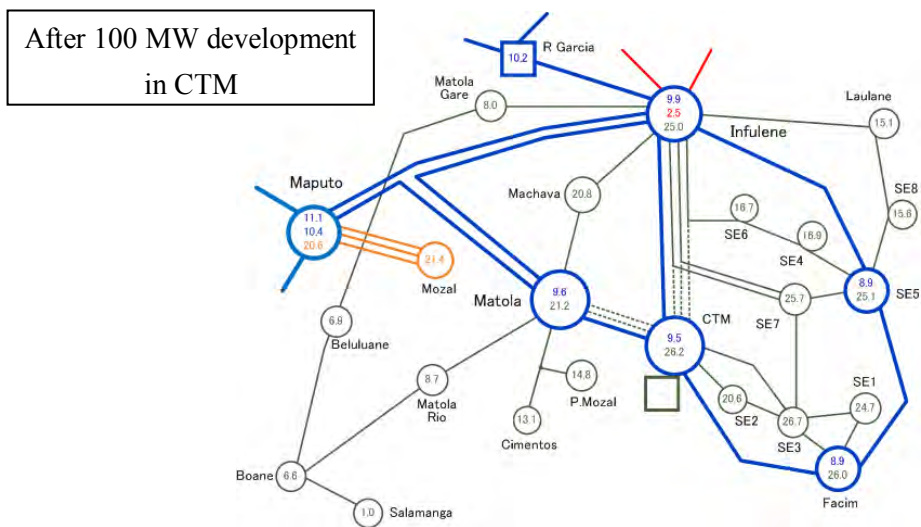 After 100 MW development
in CTM
R Garcia
10.2
Matola
Gare
8.0
9.9
2.5
25.0
Infulene
Laulane
15.1
Maputo
11.1
10.4
20.6
Machava
20.8
16.7
SE6
16.9
SE4
SE8
15.6
21.4
Mozal
Matola
9.6
21.2
CTM
9.5
26.2
25.7
SE7
8.9
25.1
SE5
6.9
Beluluane
8.7
Matola
Rio
14.8
P.Mozal
13.1
Cimentos
20.6
SE2
26.7
SE3
SE1
24.7
Boane
6.6
1.0
Salamanga
8.9
26.0
Facim